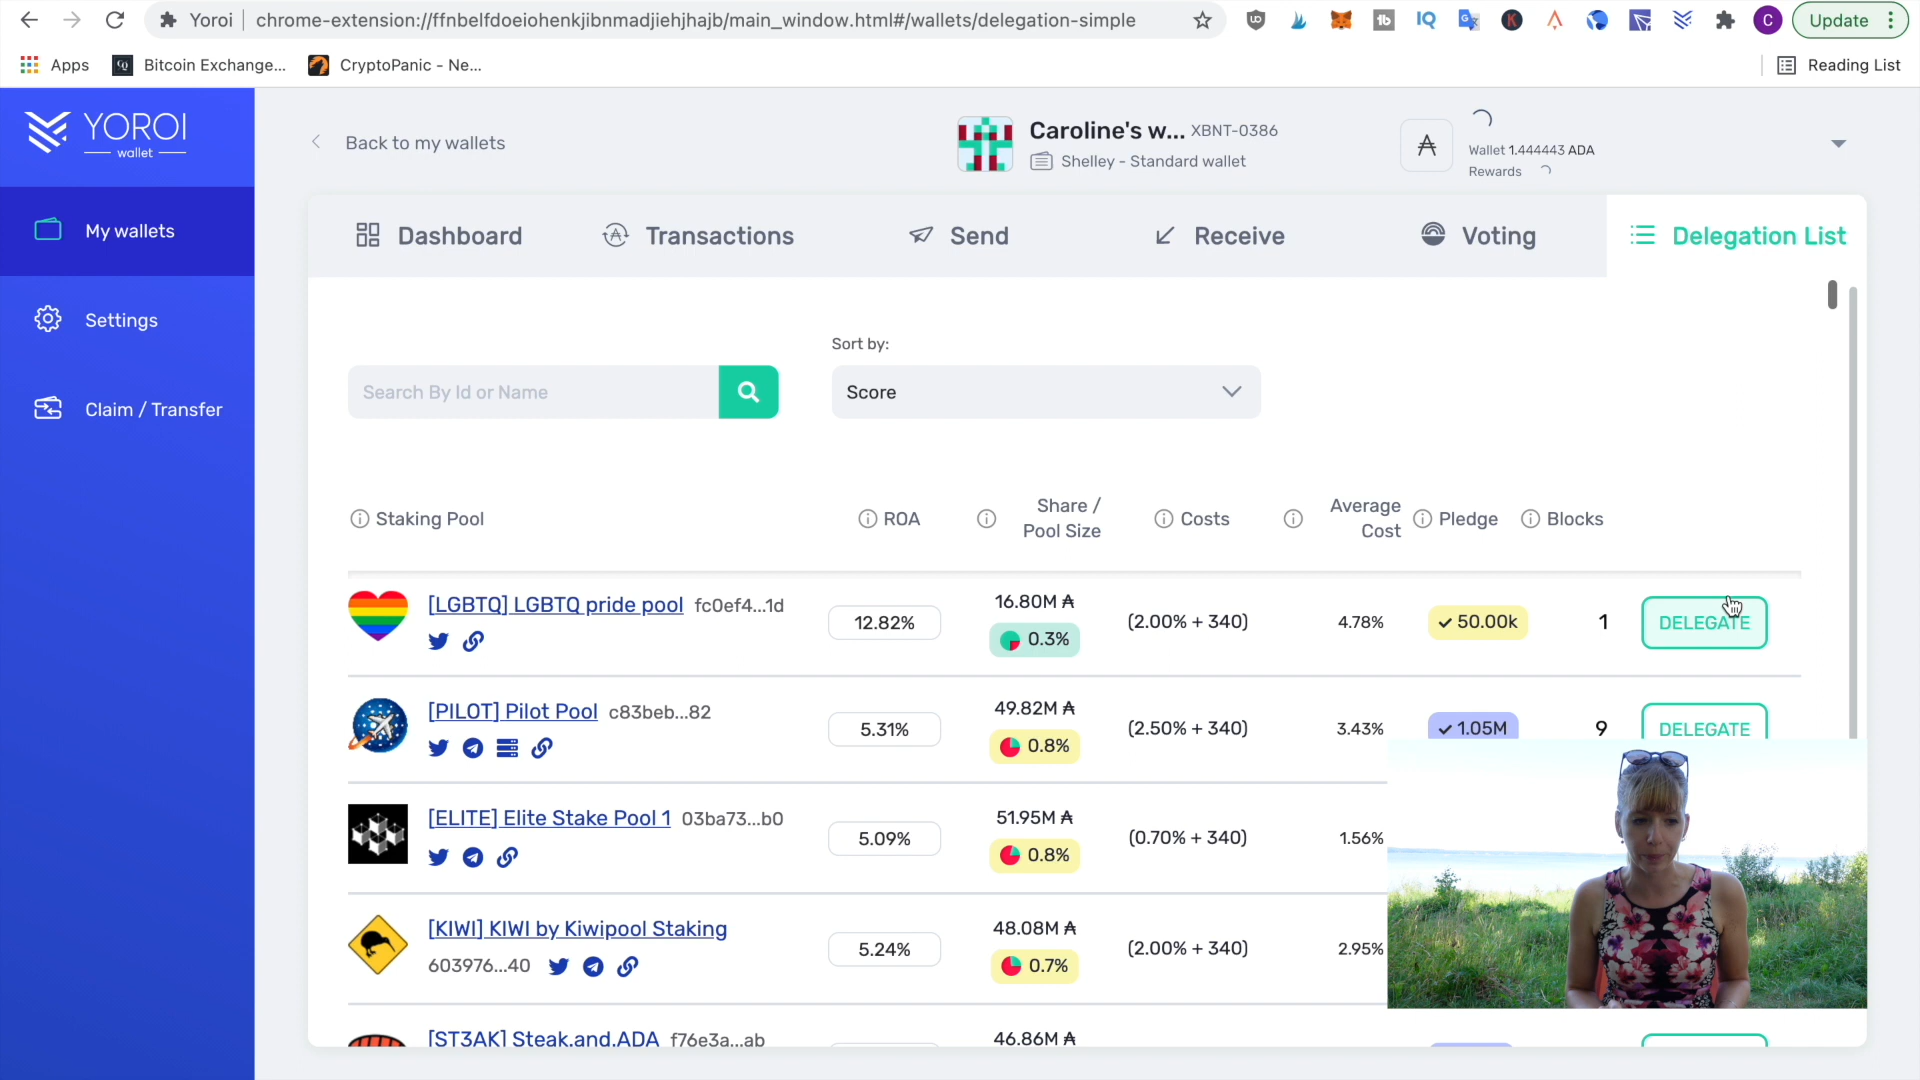 Yoroi chrome-extension://ffnbelfdoeiohenkjibnmadjiehjhajb/main_window.html#/wallets/delegation-simple Update
Apps Bitcoin Exchange... CryptoPanic - Ne... Reading List
YOROI
wallet
My wallets
Settings
Claim / Transfer
Back to my wallets
Caroline's w... XBNT-0386
Shelley - Standard wallet
Wallet 1.444443 ADA
Rewards
Dashboard Transactions Send Receive Voting Delegation List
Sort by:
Search By Id or Name
Score
Staking Pool ROA Share / Pool Size Costs Average Cost Pledge Blocks
[LGBTQ] LGBTQ pride pool fc0ef4...1d 12.82% 16.80M ₳ 0.3% (2.00% + 340) 4.78% ✓ 50.00k 1 DELEGATE
[PILOT] Pilot Pool c83beb...82 5.31% 49.82M ₳ 0.8% (2.50% + 340) 3.43% ✓ 1.05M 9 DELEGATE
[ELITE] Elite Stake Pool 1 03ba73...b0 5.09% 51.95M ₳ 0.8% (0.70% + 340) 1.56%
[KIWI] KIWI by Kiwipool Staking 603976...40 5.24% 48.08M ₳ 0.7% (2.00% + 340) 2.95%
[ST3AK] Steak.and.ADA f76e3a...ab 46.86M ₳